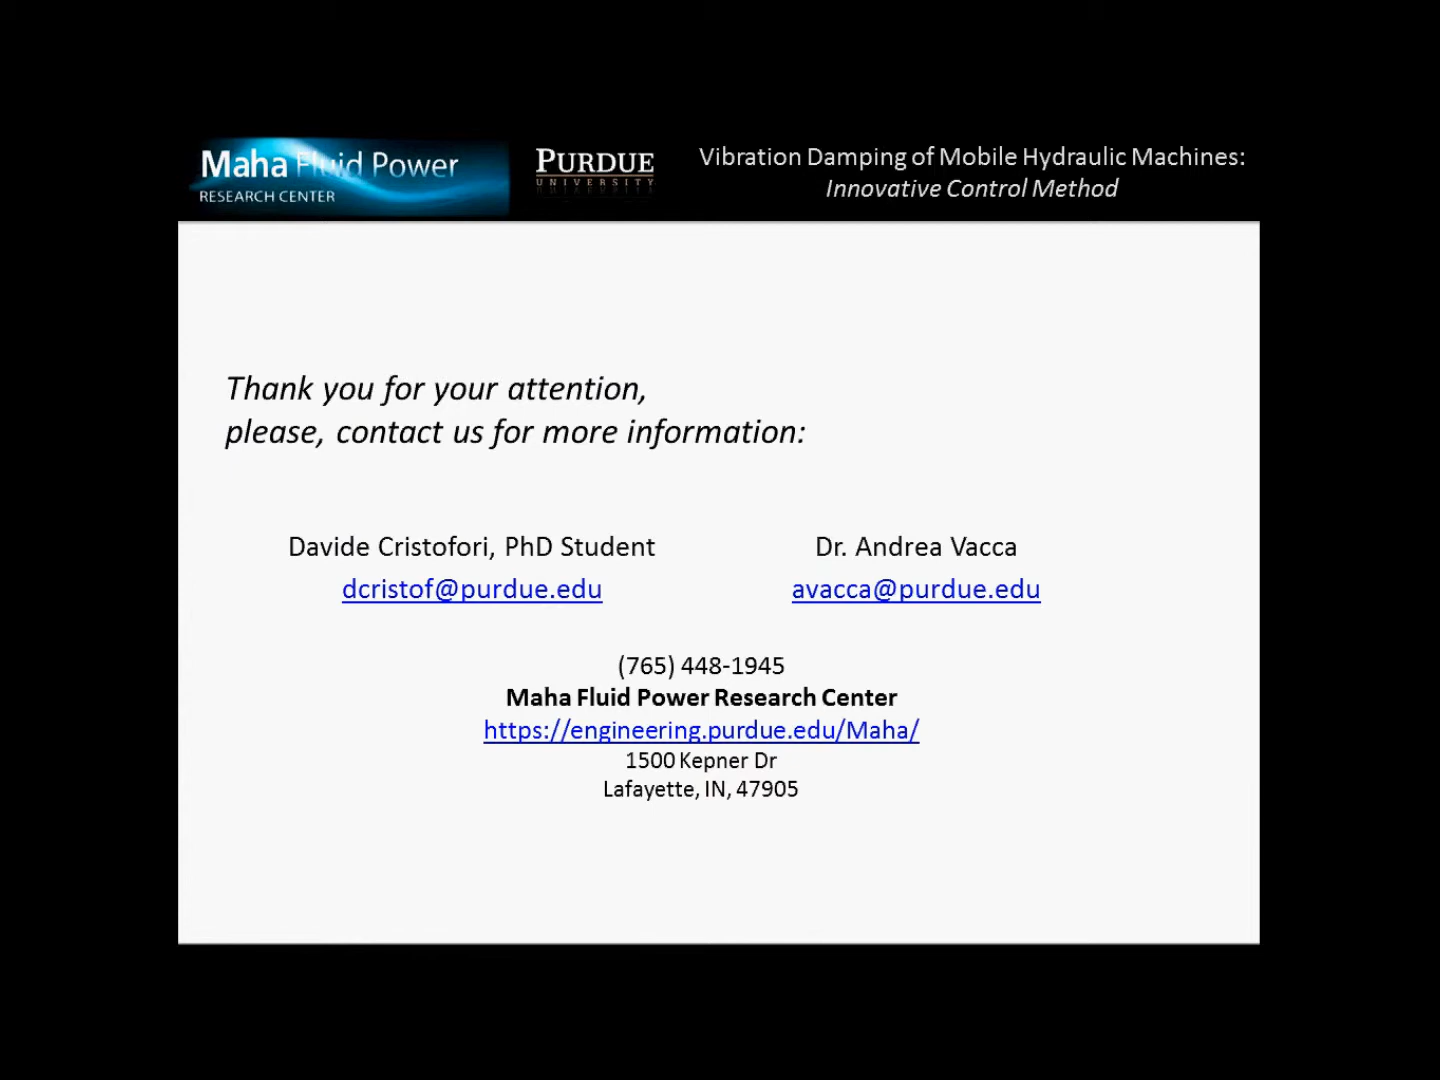 Maha Fluid Power
RESEARCH CENTER
PURDUE
UNIVERSITY
Vibration Damping of Mobile Hydraulic Machines:
Innovative Control Method
Thank you for your attention,
please, contact us for more information:
Davide Cristofori, PhD Student
dcristof@purdue.edu
Dr. Andrea Vacca
avacca@purdue.edu
(765) 448-1945
Maha Fluid Power Research Center
https://engineering.purdue.edu/Maha/
1500 Kepner Dr
Lafayette, IN, 47905